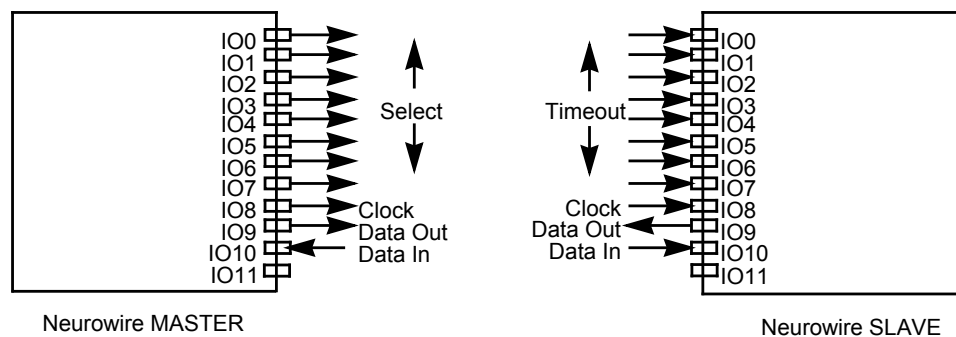 IO0
IO1
IO2
IO3
IO4
IO5
IO6
IO7
IO8
IO9
IO10
IO11
Select
Clock
Data Out
Data In
Neurowire MASTER
Timeout
Clock
Data Out
Data In
IO0
IO1
IO2
IO3
IO4
IO5
IO6
IO7
IO8
IO9
IO10
IO11
Neurowire SLAVE